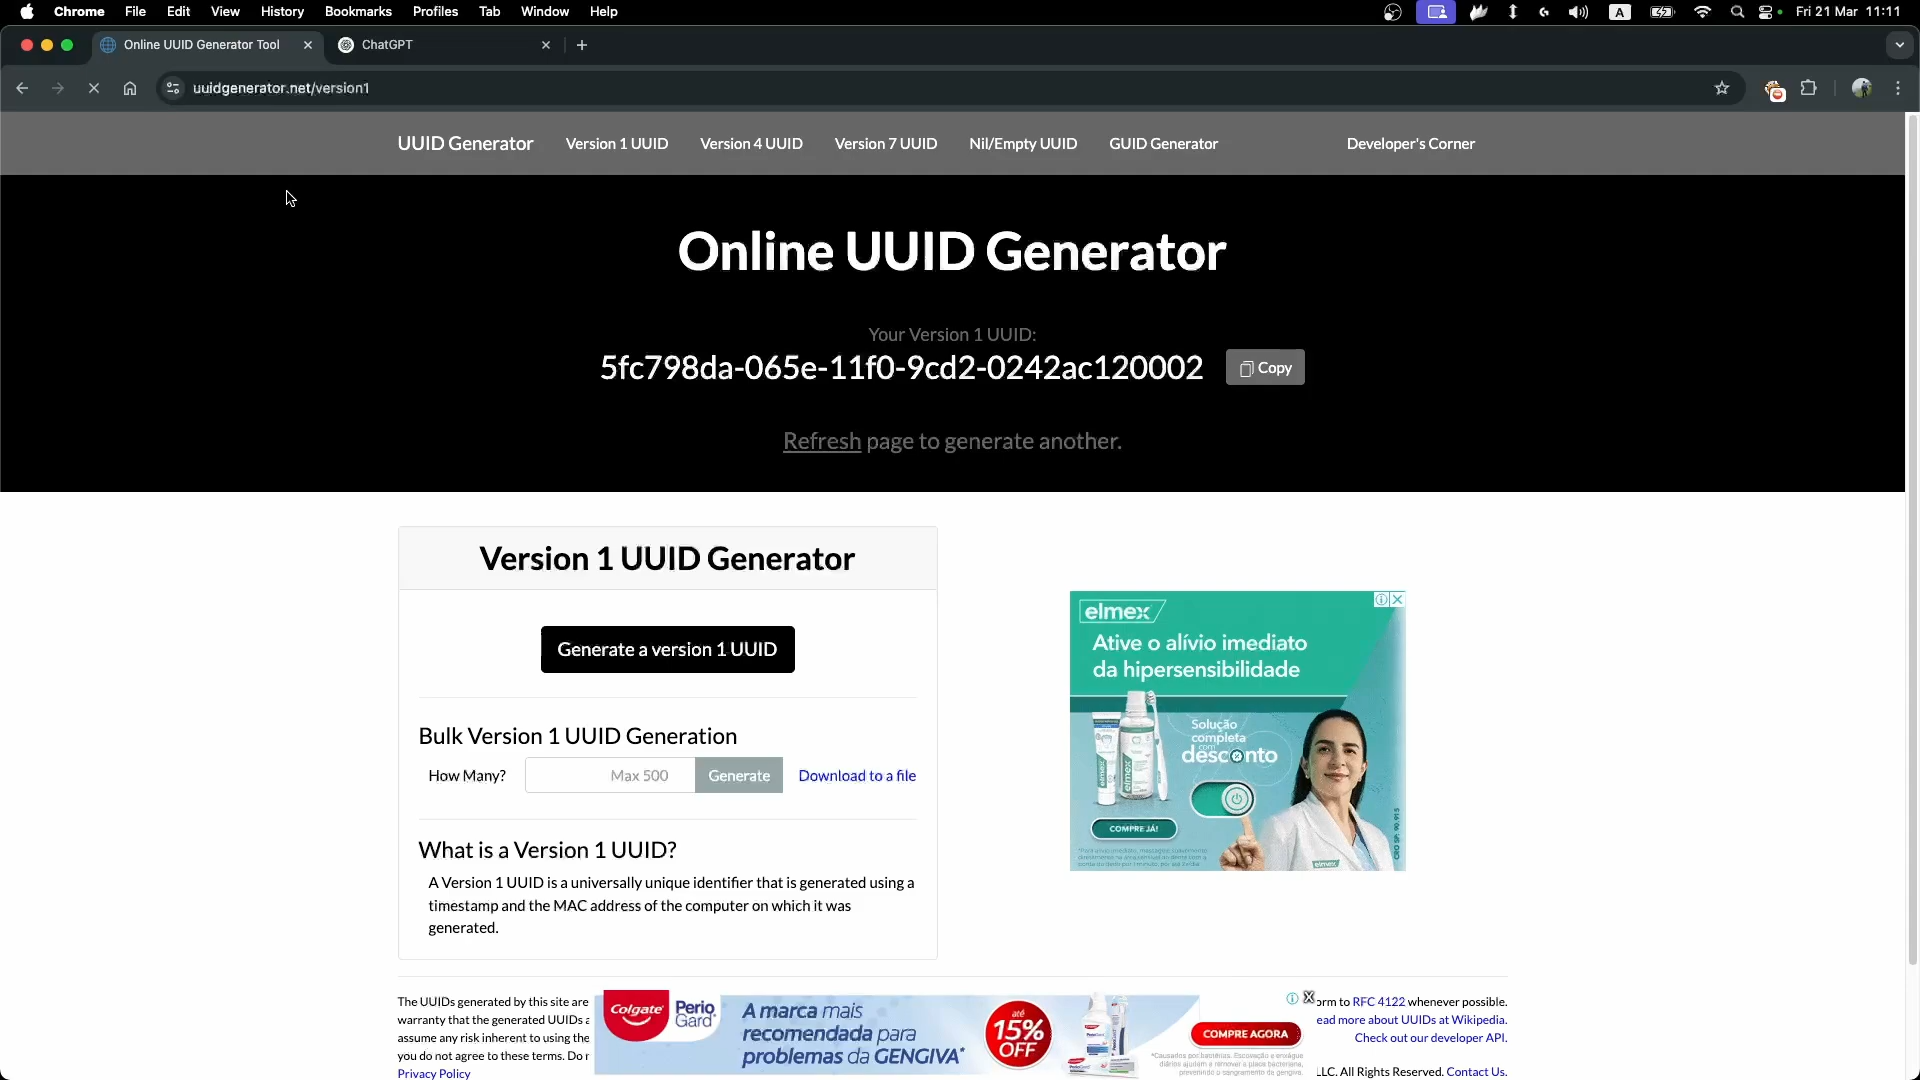 Chrome File Edit View History Bookmarks Profiles Tab Window Help
A
Fri 21 Mar 11:11
Online UUID Generator Tool
ChatGPT
uuidgenerator.net/version1
UUID Generator Version 1 UUID Version 4 UUID Version 7 UUID Nil/Empty UUID GUID Generator Developer's Corner
Online UUID Generator
Your Version 1 UUID:
5fc798da-065e-11f0-9cd2-0242ac120002
Copy
Refresh page to generate another.
Version 1 UUID Generator
Generate a version 1 UUID
Bulk Version 1 UUID Generation
How Many? Max 500 Generate Download to a file
What is a Version 1 UUID?
A Version 1 UUID is a universally unique identifier that is generated using a
timestamp and the MAC address of the computer on which it was
generated.
elmex
Ative o alívio imediato
da hipersensibilidade
Solução
completa
com
desconto
COMPRE JÁ!
elmex
The UUIDs generated by this site are
warranty that the generated UUIDs
assume any risk inherent to using the
you do not agree to these terms. Do
Privacy Policy
Colgate Perio
Gard
A marca mais
recomendada para
problemas da GENGIVA*
até
15%
OFF
COMPRE AGORA
orm to RFC 4122 whenever possible.
ead more about UUIDs at Wikipedia.
Check out our developer API.
LLC. All Rights Reserved. Contact Us.